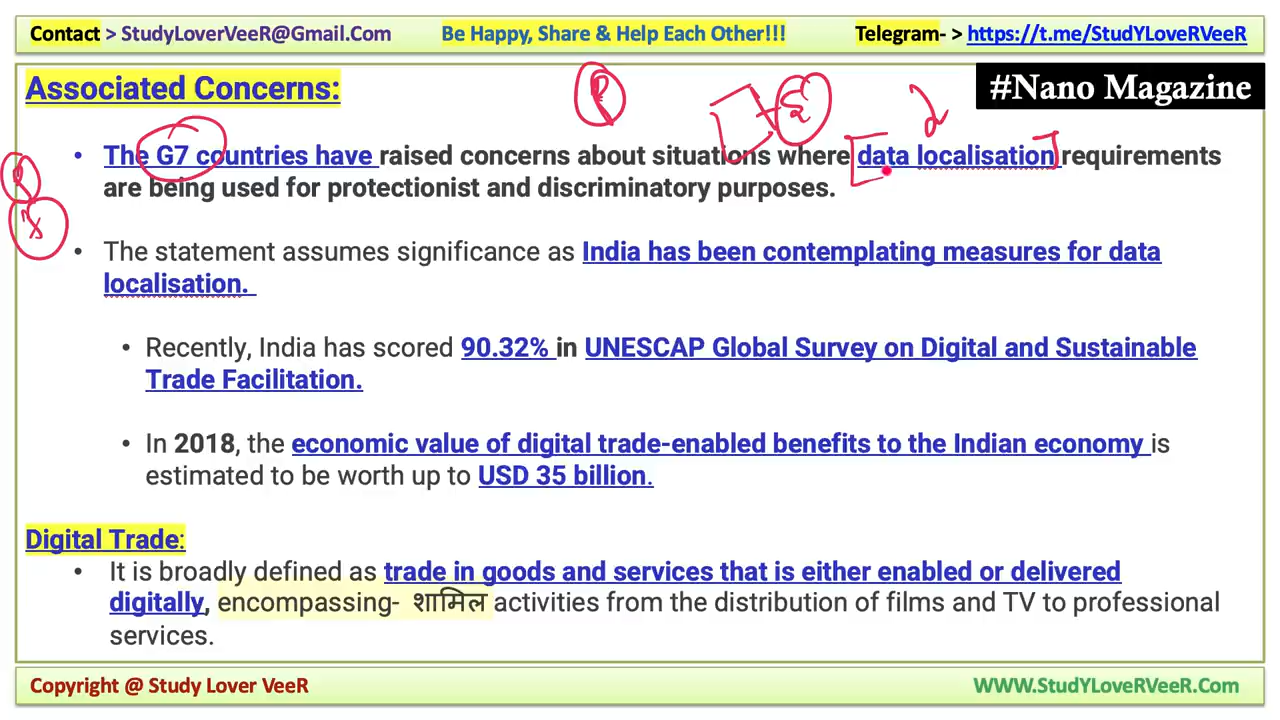 Contact > StudyLoverVeeR@Gmail.Com Be Happy, Share & Help Each Other!!! Telegram- > https://t.me/StudYLoveRVeeR
Associated Concerns:
#Nano Magazine
• The G7 countries have raised concerns about situations where data localisation requirements
are being used for protectionist and discriminatory purposes.
• The statement assumes significance as India has been contemplating measures for data
localisation.
• Recently, India has scored 90.32% in UNESCAP Global Survey on Digital and Sustainable
Trade Facilitation.
• In 2018, the economic value of digital trade-enabled benefits to the Indian economy is
estimated to be worth up to USD 35 billion.
Digital Trade:
• It is broadly defined as trade in goods and services that is either enabled or delivered
digitally, encompassing- शामिल activities from the distribution of films and TV to professional
services.
Copyright @ Study Lover VeeR WWW.StudYLoveRVeeR.Com